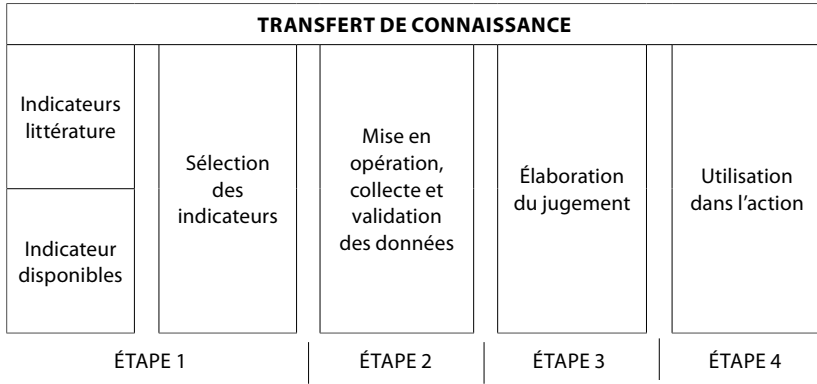 TRANSFERT DE CONNAISSANCE
Indicateurs
littérature
Indicateur
disponibles
Sélection
des
indicateurs
Mise en
opération,
collecte et
validation
des données
Élaboration
du jugement
Utilisation
dans l'action
ÉTAPE 1
ÉTAPE 2
ÉTAPE 3
ÉTAPE 4